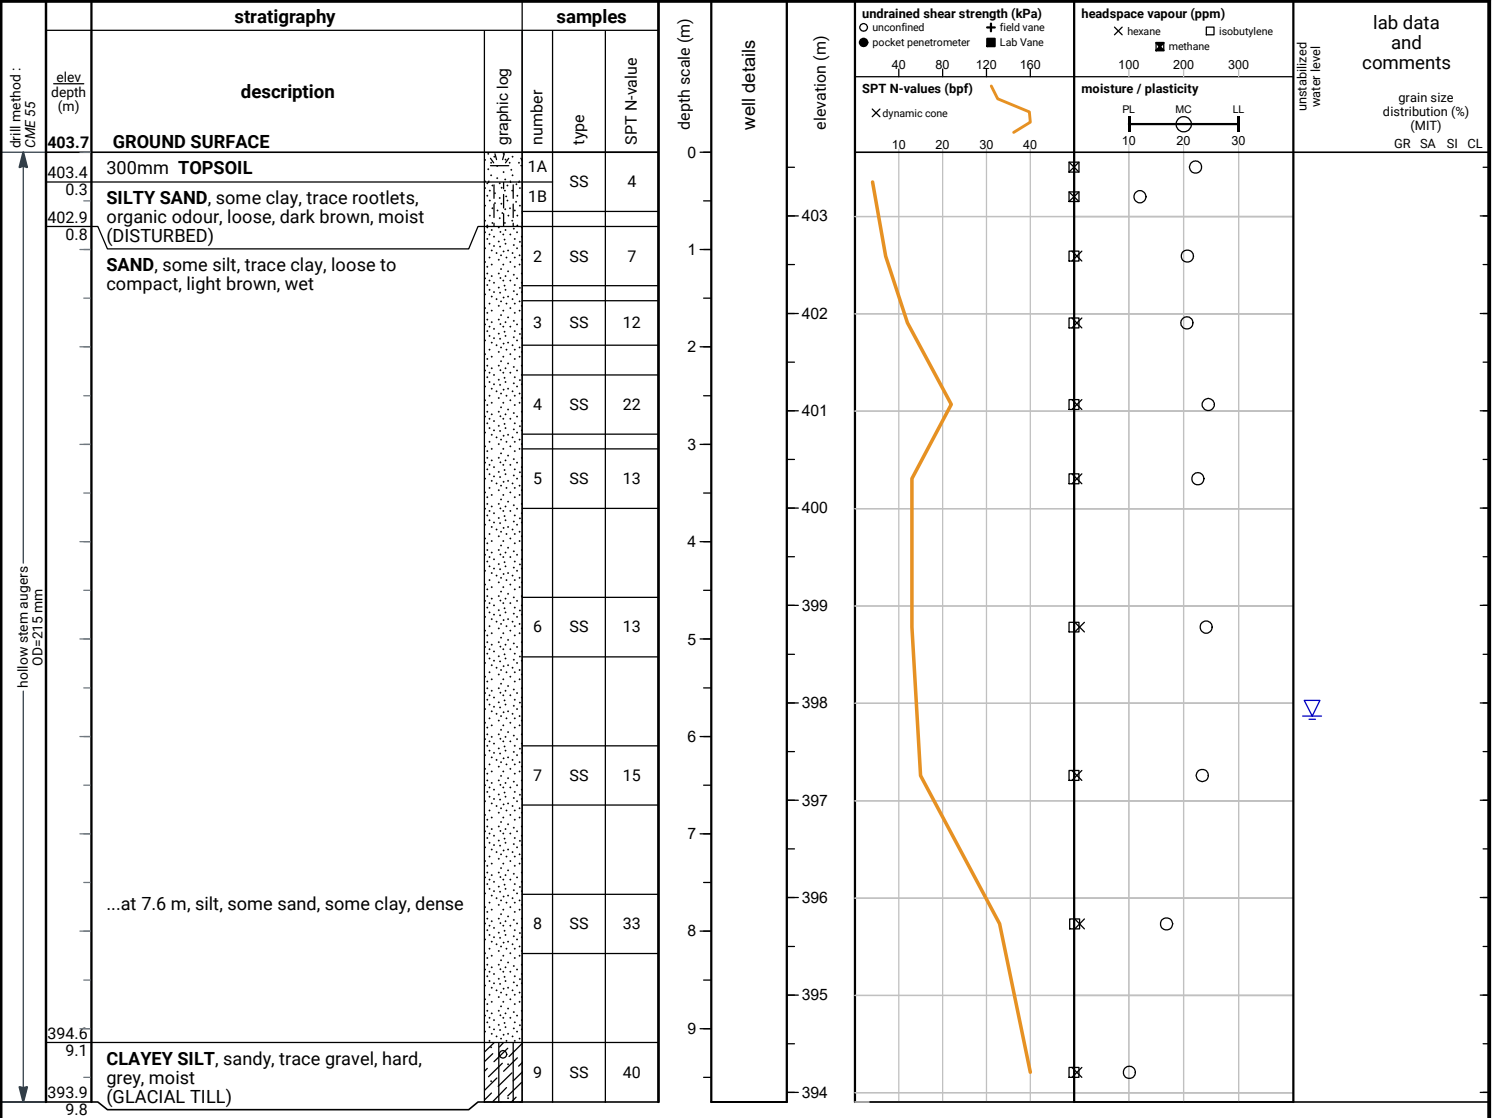 stratigraphy
samples
drill method :
CME 55
elev
depth
(m)
description
graphic log
number
type
SPT N-value
depth scale (m)
well details
elevation (m)
undrained shear strength (kPa)
unconfined
field vane
pocket penetrometer
Lab Vane
40 80 120 160
SPT N-values (bpf)
dynamic cone
10 20 30 40
headspace vapour (ppm)
hexane
isobutylene
methane
100 200 300
moisture / plasticity
PL MC LL
10 20 30
unstabilized
water level
lab data
and
comments
grain size
distribution (%)
(MIT)
GR SA SI CL
403.7 GROUND SURFACE
403.4 300mm TOPSOIL
0.3
SILTY SAND, some clay, trace rootlets,
organic odour, loose, dark brown, moist
(DISTURBED)
402.9
0.8
SAND, some silt, trace clay, loose to
compact, light brown, wet
...at 7.6 m, silt, some sand, some clay, dense
394.6
9.1
CLAYEY SILT, sandy, trace gravel, hard,
grey, moist
(GLACIAL TILL)
393.9
9.8
hollow stem augers
OD=215 mm
1A
SS 4
1B
2 SS 7
3 SS 12
4 SS 22
5 SS 13
6 SS 13
7 SS 15
8 SS 33
9 SS 40
0
1
2
3
4
5
6
7
8
9
403
402
401
400
399
398
397
396
395
394